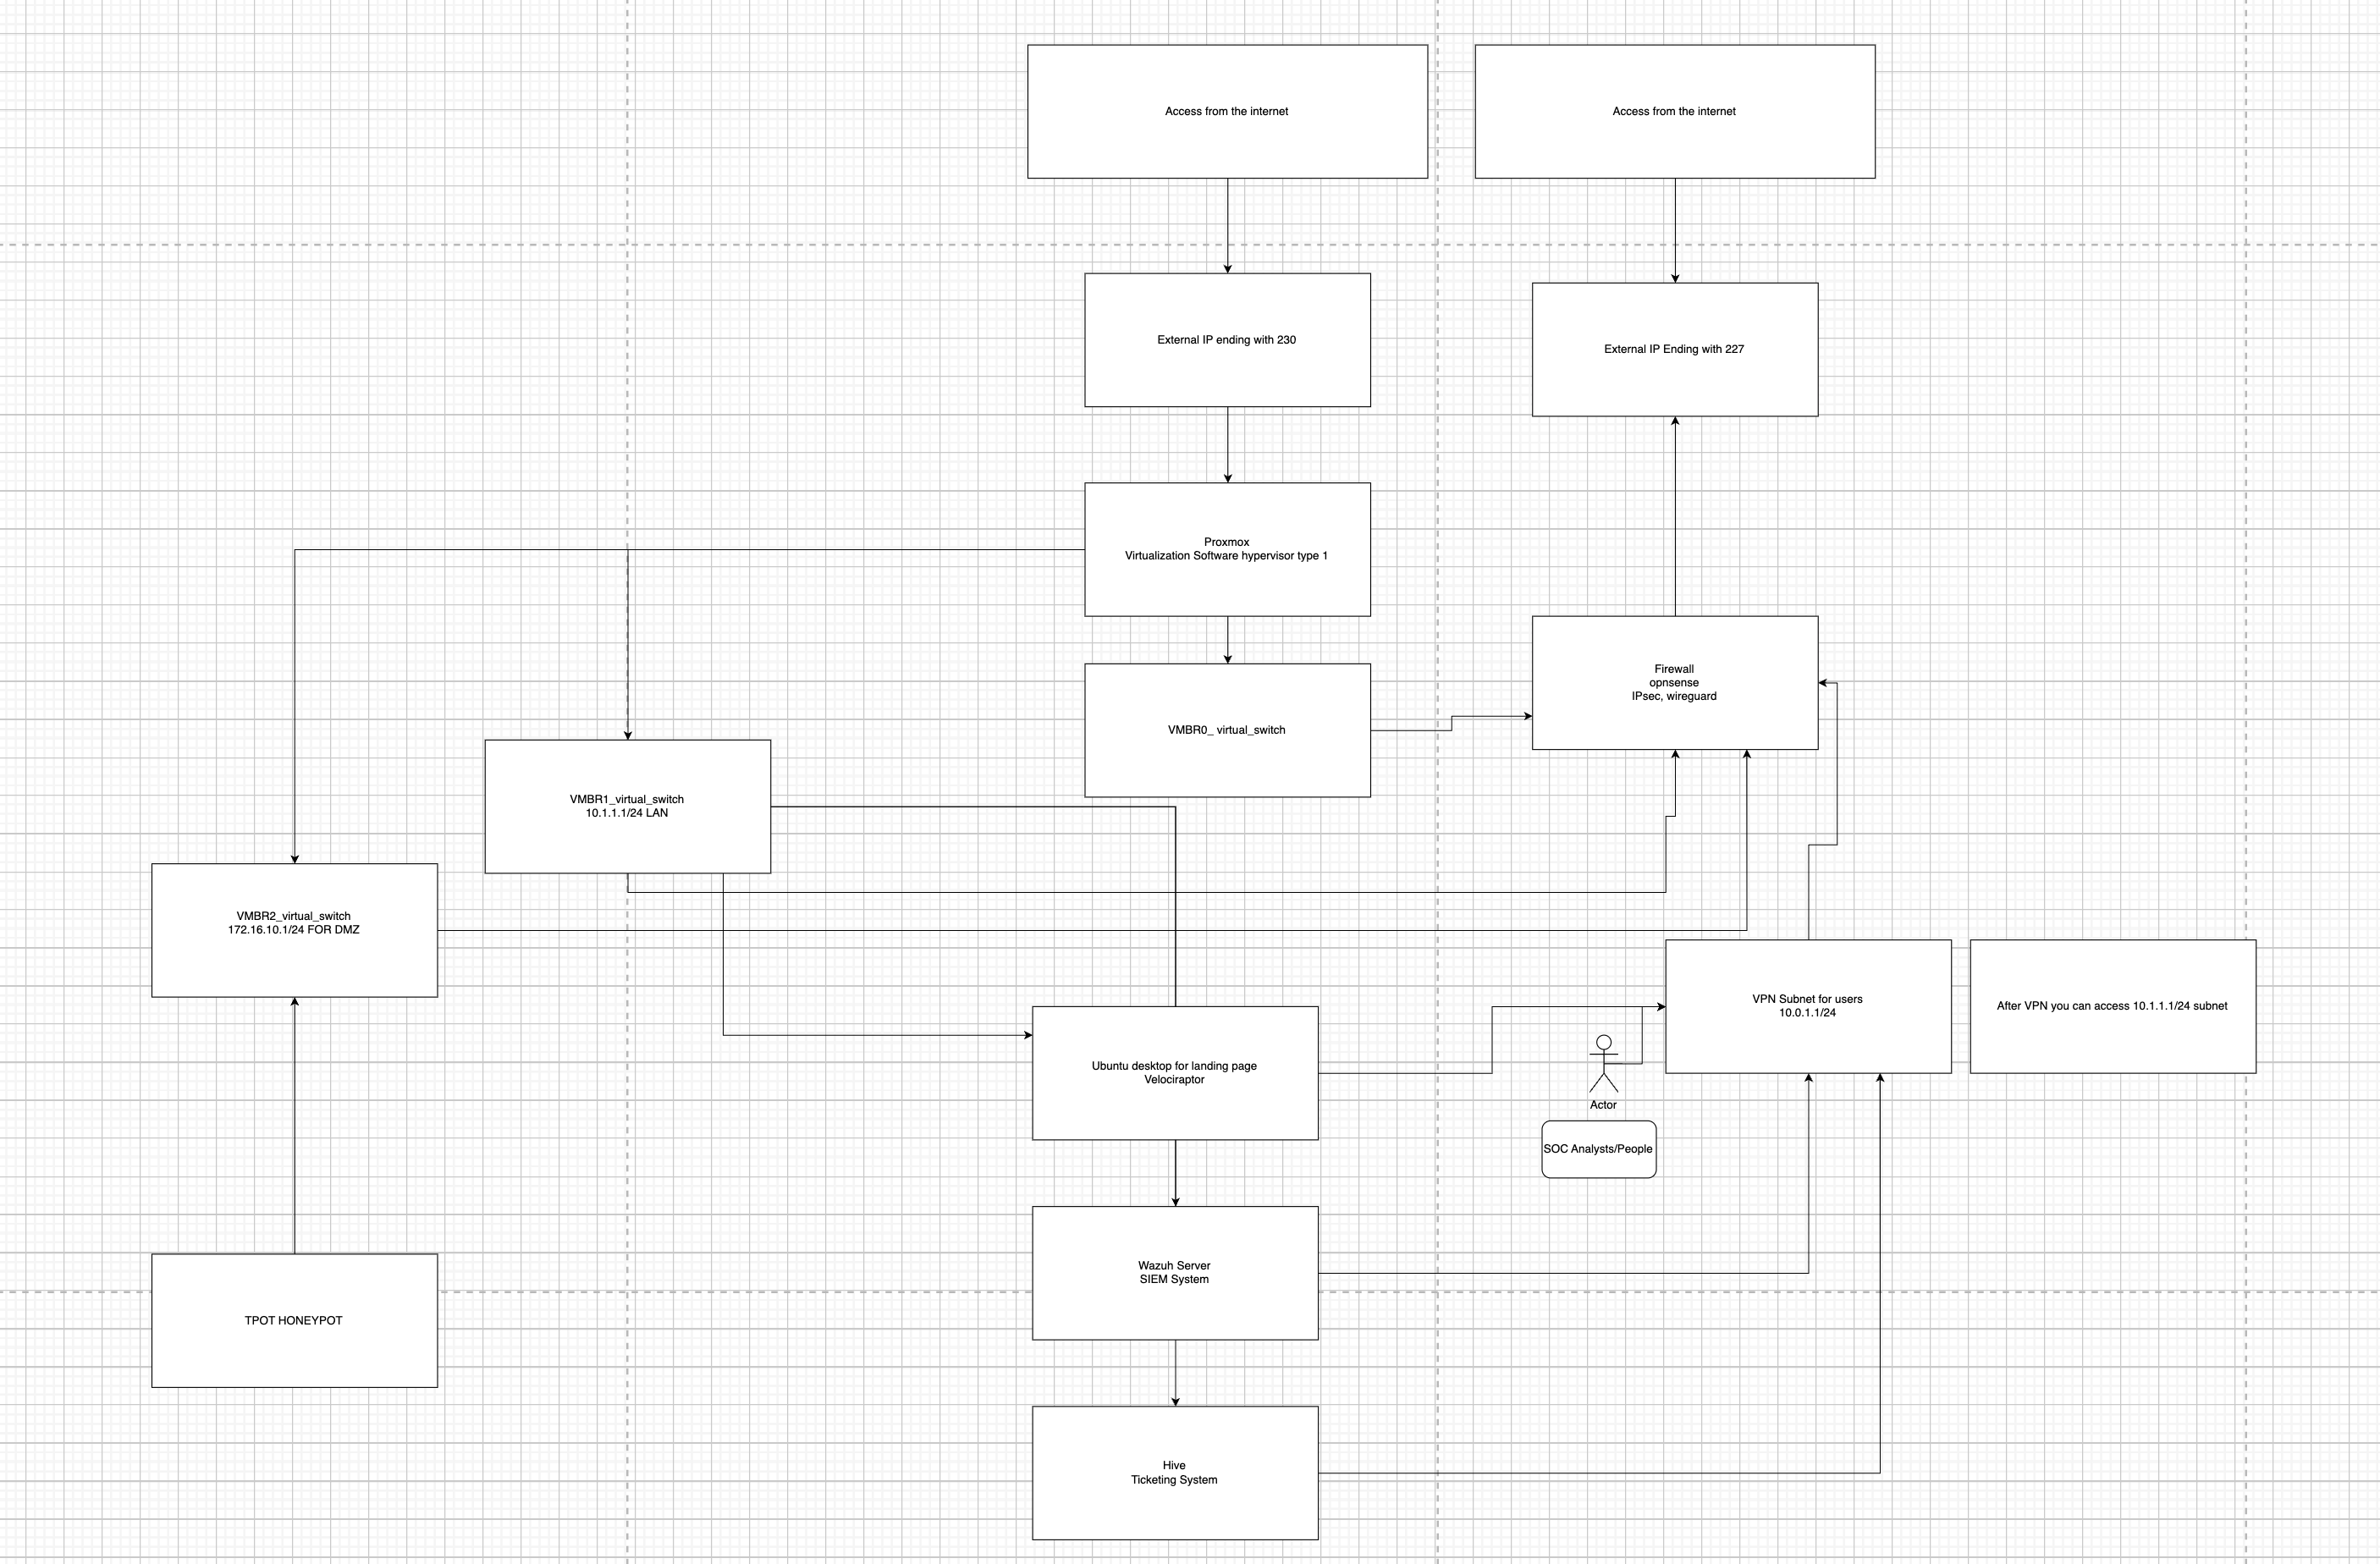 Access from the internet
Access from the internet
External IP ending with 230
External IP Ending with 227
Proxmox
Virtualization Software hypervisor type 1
Firewall
opnsense
IPsec, wireguard
VMBR0_ virtual_switch
VMBR1_virtual_switch
10.1.1.1/24 LAN
VMBR2_virtual_switch
172.16.10.1/24 FOR DMZ
VPN Subnet for users
10.0.1.1/24
After VPN you can access 10.1.1.1/24 subnet
Ubuntu desktop for landing page
Velociraptor
Actor
SOC Analysts/People
Wazuh Server
SIEM System
TPOT HONEYPOT
Hive
Ticketing System